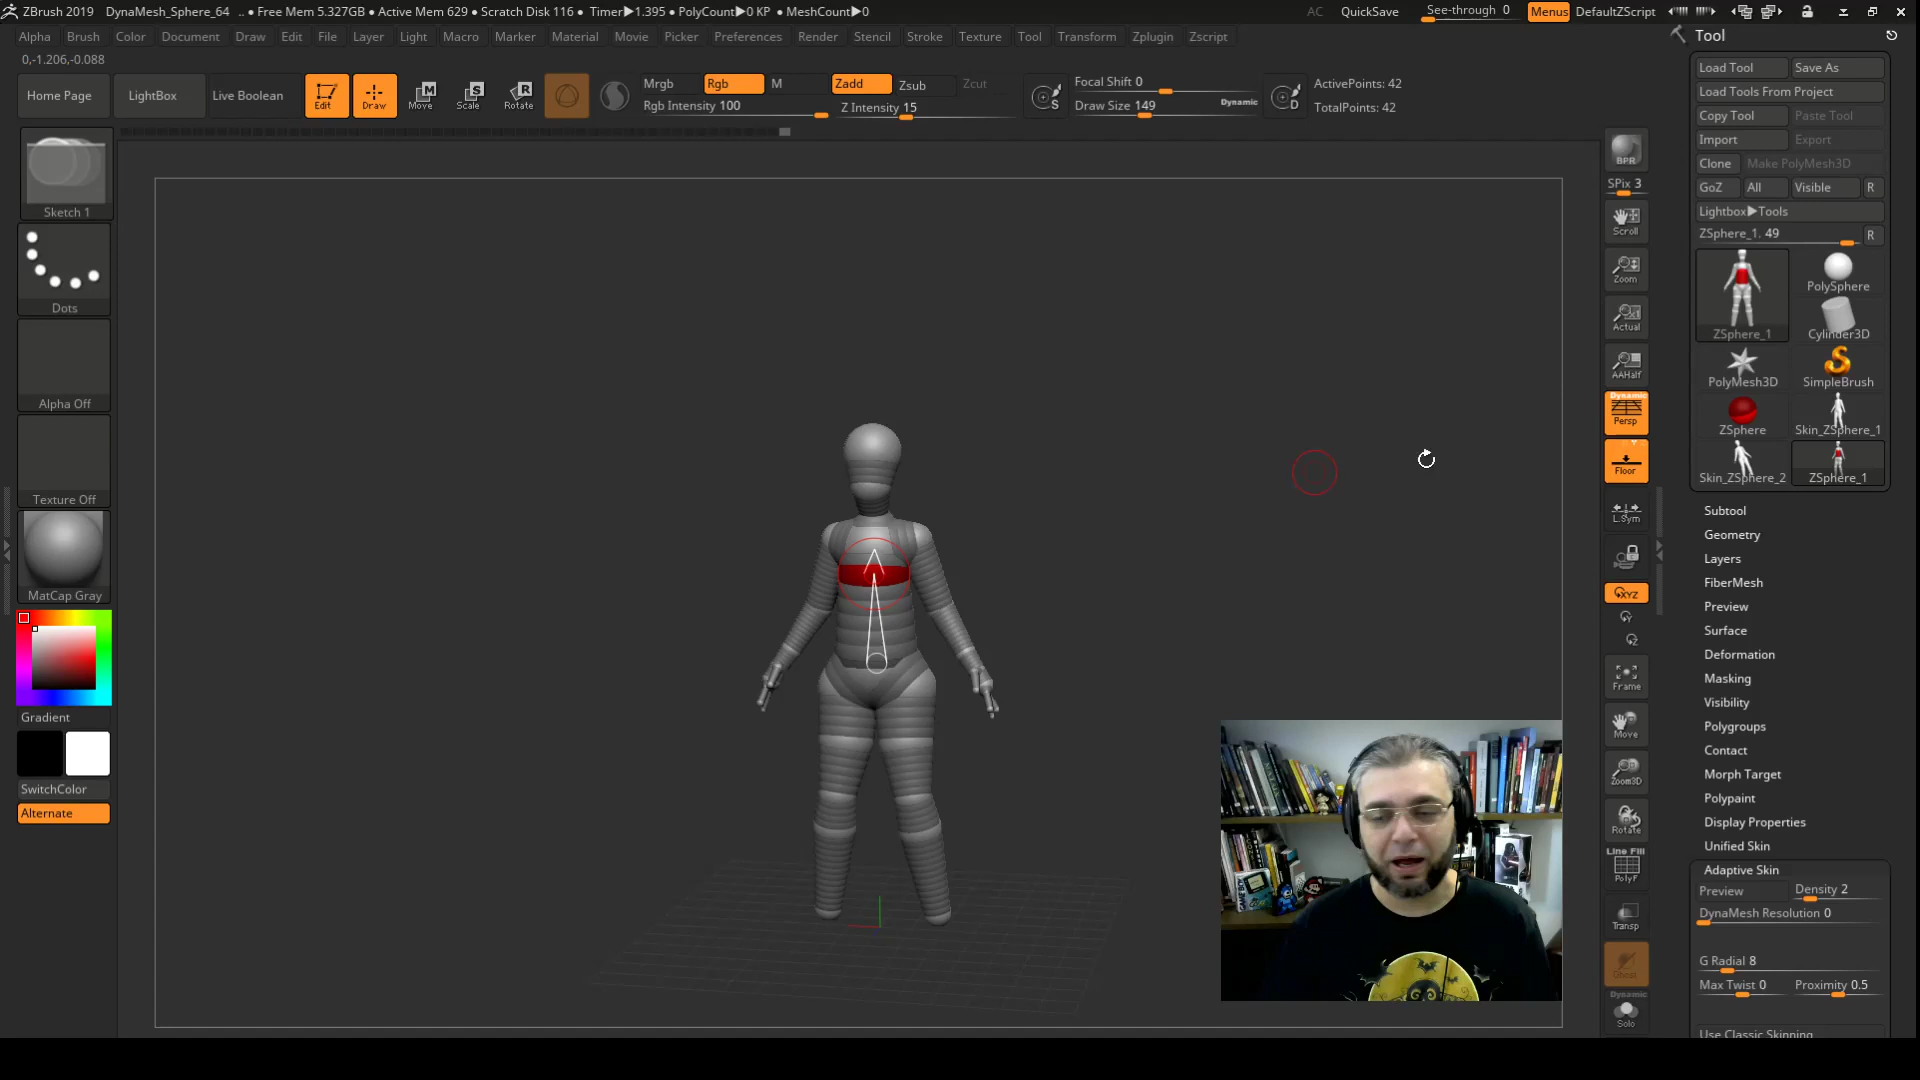 ZBrush 2019 DynaMesh_Sphere_64 .. • Free Mem 5.327GB • Active Mem 629 • Scratch Disk 116 • Timer▶1.395 • PolyCount▶0 KP • MeshCount▶0 AC QuickSave See-through 0 Menus DefaultZScript
Alpha Brush Color Document Draw Edit File Layer Light Macro Marker Material Movie Picker Preferences Render Stencil Stroke Texture Tool Transform Zplugin Zscript
0,-1.206,-0.088
Home Page LightBox Live Boolean Edit Draw Move Scale Rotate
Mrgb Rgb M Zadd Zsub Zcut
Rgb Intensity 100 Z Intensity 15
Focal Shift 0
Draw Size 149 Dynamic
ActivePoints: 42
TotalPoints: 42
Sketch 1
Dots
Alpha Off
Texture Off
MatCap Gray
Gradient
SwitchColor
Alternate
BPR
SPix 3
Scroll
Zoom
Actual
AAHalf
Dynamic
Persp
Floor
L.Sym
XYZ
Frame
Move
Zoom3D
Rotate
Line Fill
PolyF
Transp
Ghost
Dynamic
Solo
Tool
Load Tool Save As
Load Tools From Project
Copy Tool Paste Tool
Import Export
Clone Make PolyMesh3D
GoZ All Visible R
Lightbox▶Tools
ZSphere_1. 49 R
ZSphere_1 PolySphere
Cylinder3D
PolyMesh3D SimpleBrush
ZSphere Skin_ZSphere_1
Skin_ZSphere_2 ZSphere_1
Subtool
Geometry
Layers
FiberMesh
Preview
Surface
Deformation
Masking
Visibility
Polygroups
Contact
Morph Target
Polypaint
Display Properties
Unified Skin
Adaptive Skin
Preview Density 2
DynaMesh Resolution 0
G Radial 8
Max Twist 0 Proximity 0.5
Use Classic Skinning